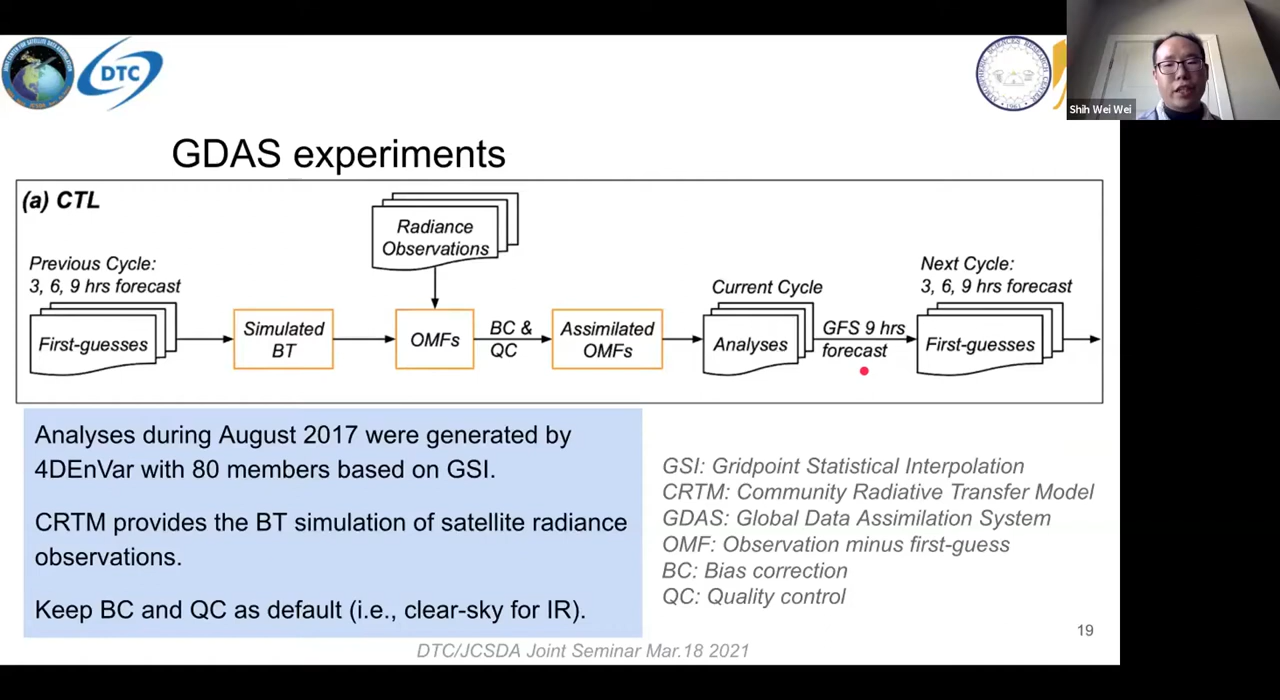 DTC
Shih Wei Wei
GDAS experiments
(a) CTL
Radiance
Observations
Previous Cycle:
3, 6, 9 hrs forecast
First-guesses
Simulated
BT
OMFs
BC &
QC
Assimilated
OMFs
Current Cycle
Analyses
GFS 9 hrs
forecast
Next Cycle:
3, 6, 9 hrs forecast
First-guesses
Analyses during August 2017 were generated by
4DEnVar with 80 members based on GSI.
CRTM provides the BT simulation of satellite radiance
observations.
Keep BC and QC as default (i.e., clear-sky for IR).
GSI: Gridpoint Statistical Interpolation
CRTM: Community Radiative Transfer Model
GDAS: Global Data Assimilation System
OMF: Observation minus first-guess
BC: Bias correction
QC: Quality control
19
DTC/JCSDA Joint Seminar Mar.18 2021